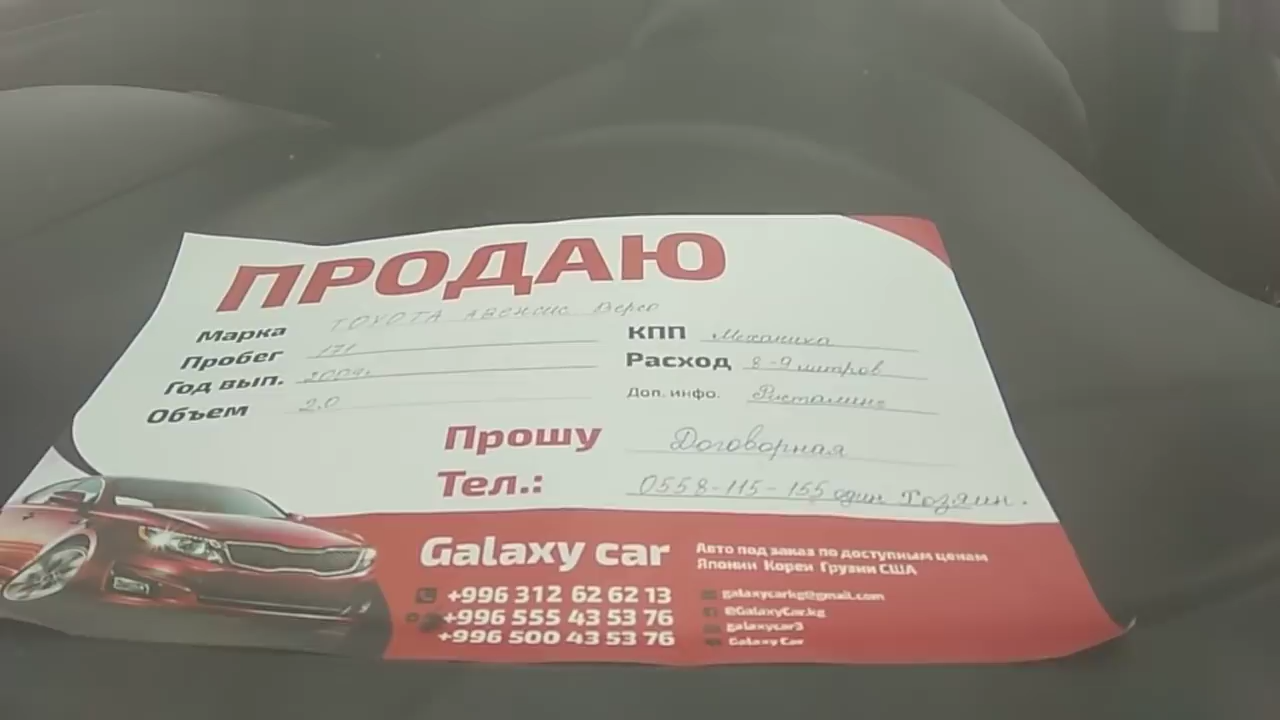 ПРОДАЮ
Марка TOYOTA Авенсис Версо
Пробег 171
Год вып. 2004г.
Объем 2.0
КПП Механика
Расход 8-9 литров
Доп. инфо. Ристайлинг
Прошу Договорная
Тел.: 0558-115-155 один Хозяин.
Galaxy car
+996 312 62 62 13
+996 555 43 53 76
+996 500 43 53 76
Авто под заказ по доступным ценам
Японии Кореи Грузии США
galaxycarkg@gmail.com
@GalaxyCar.kg
galaxycar3
Galaxy Car